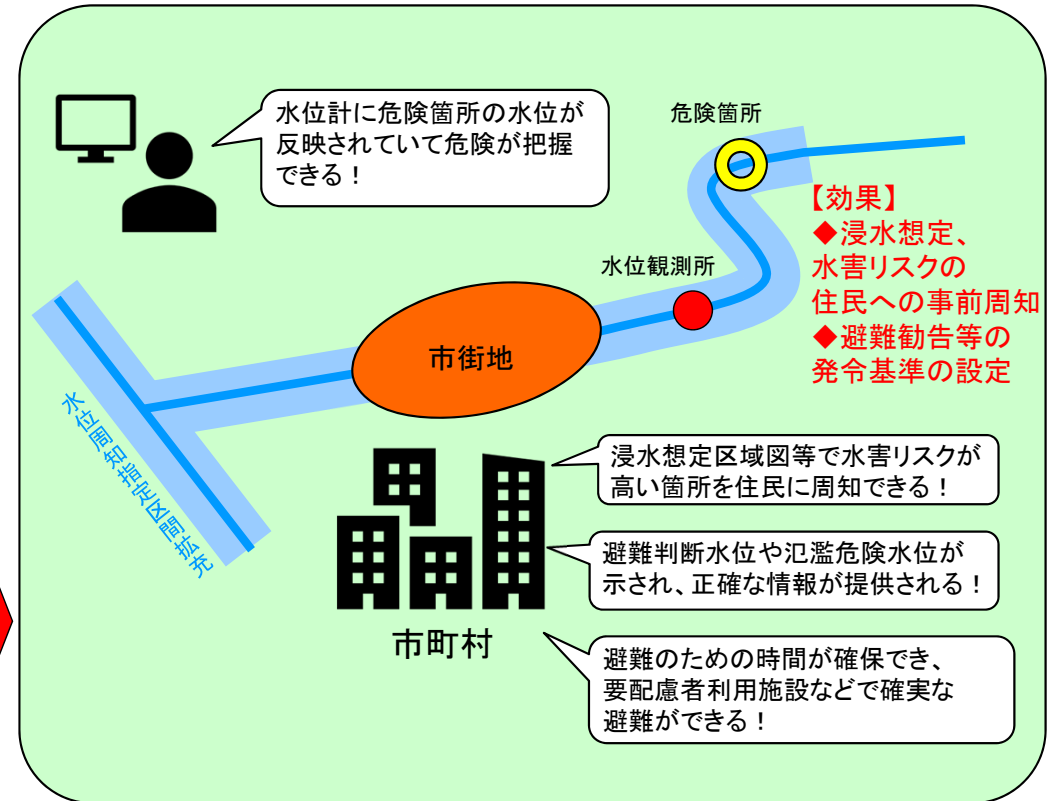 水位計に危険箇所の水位が
反映されていて危険が把握
できる！
危険箇所
【効果】
◆浸水想定、
水害リスクの
住民への事前周知
◆避難勧告等の
発令基準の設定
水位観測所
市街地
水位周知指定区間拡充
浸水想定区域図等で水害リスクが
高い箇所を住民に周知できる！
避難判断水位や氾濫危険水位が
示され、正確な情報が提供される！
市町村
避難のための時間が確保でき、
要配慮者利用施設などで確実な
避難ができる！